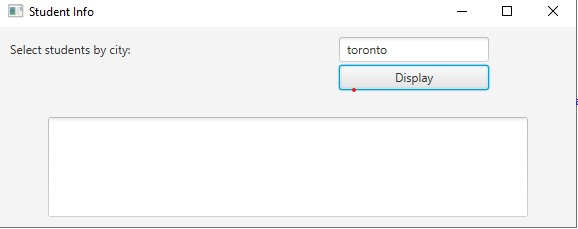 Student Info
Select students by city:
toronto
Display